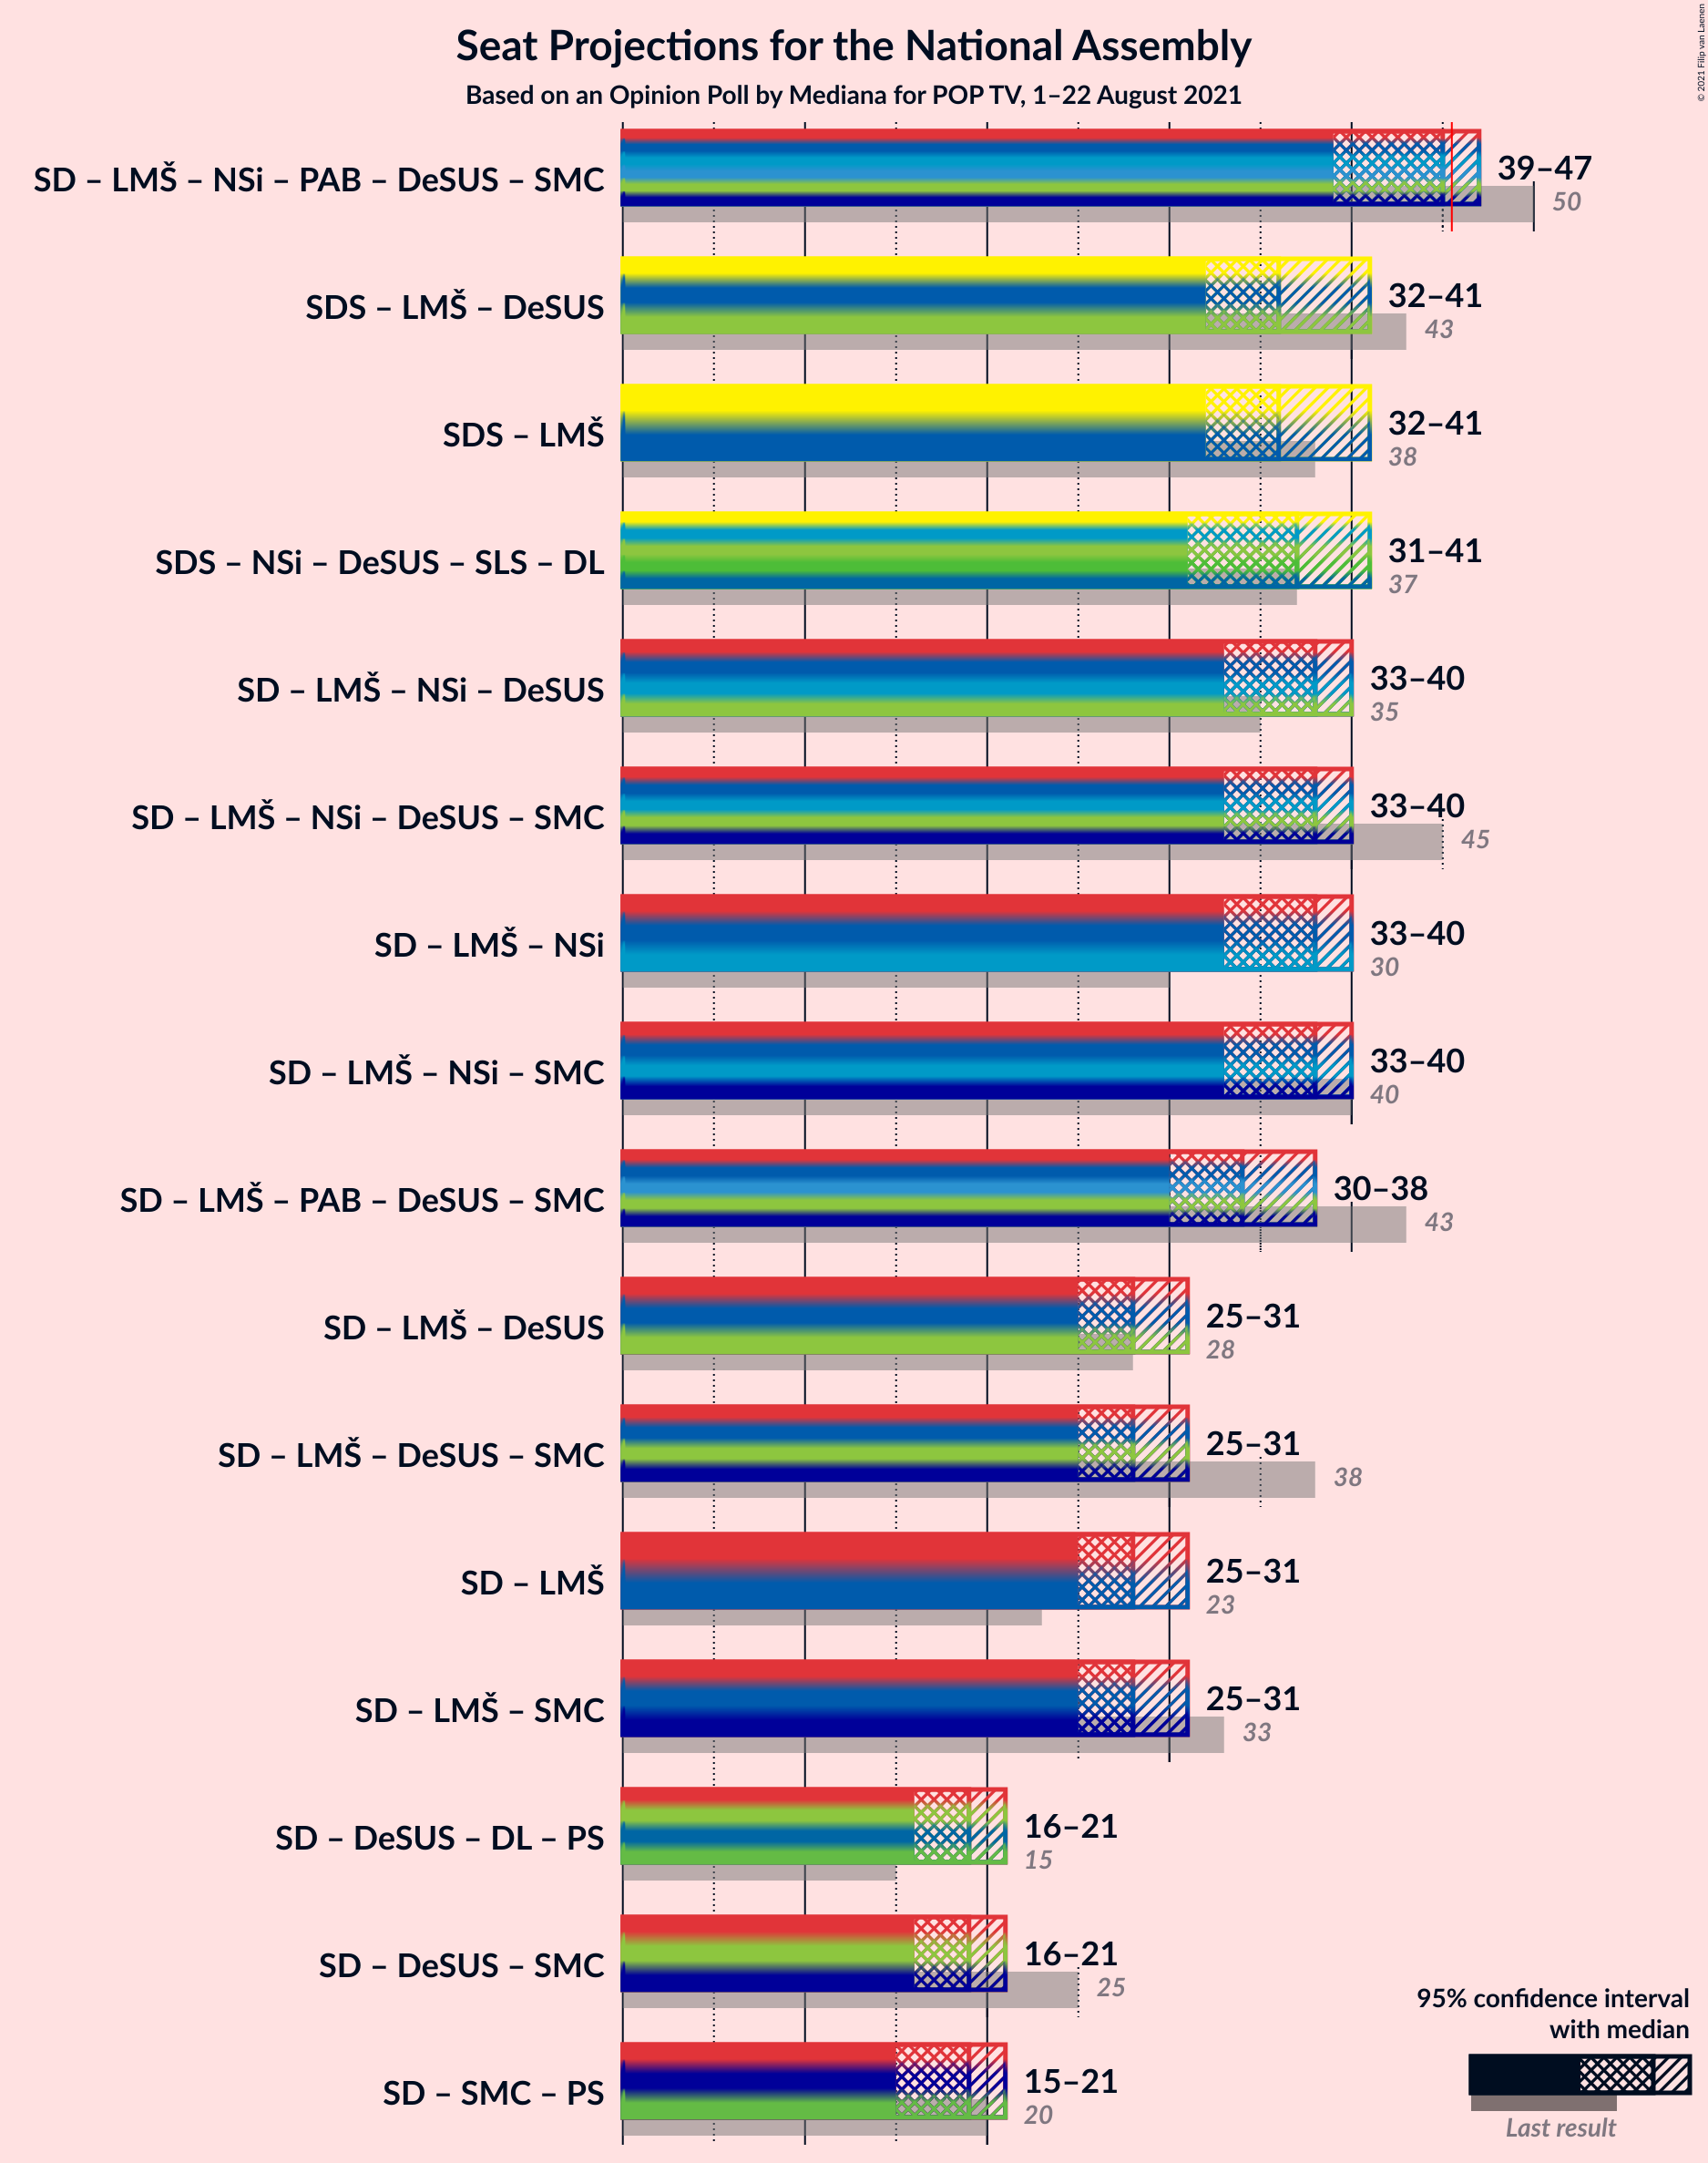 Seat Projections for the National Assembly
Based on an Opinion Poll by Mediana for POP TV, 1–22 August 2021
© 2021 Filip van Laenen
SD – LMŠ – NSi – PAB – DeSUS – SMC
39–47
50
SDS – LMŠ – DeSUS
32–41
43
SDS – LMŠ
32–41
38
SDS – NSi – DeSUS – SLS – DL
31–41
37
SD – LMŠ – NSi – DeSUS
33–40
35
SD – LMŠ – NSi – DeSUS – SMC
33–40
45
SD – LMŠ – NSi
33–40
30
SD – LMŠ – NSi – SMC
33–40
40
SD – LMŠ – PAB – DeSUS – SMC
30–38
43
SD – LMŠ – DeSUS
25–31
28
SD – LMŠ – DeSUS – SMC
25–31
38
SD – LMŠ
25–31
23
SD – LMŠ – SMC
25–31
33
SD – DeSUS – DL – PS
16–21
15
SD – DeSUS – SMC
16–21
25
SD – SMC – PS
15–21
20
95% confidence interval
with median
Last result